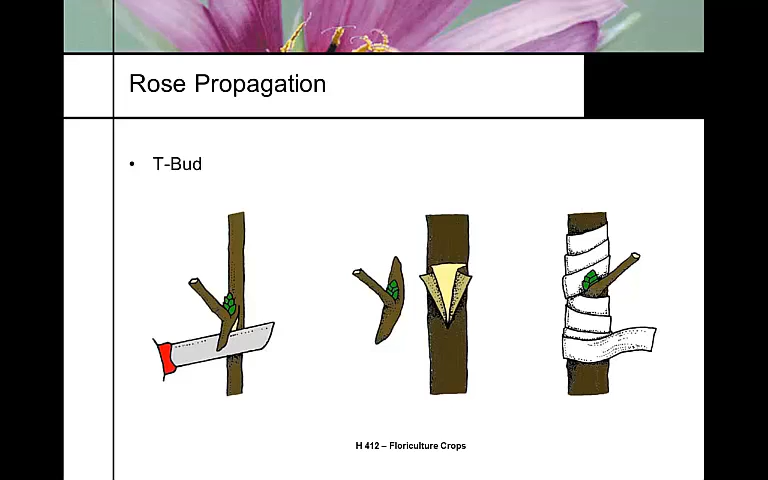 Rose Propagation
• T-Bud
H 412 – Floriculture Crops